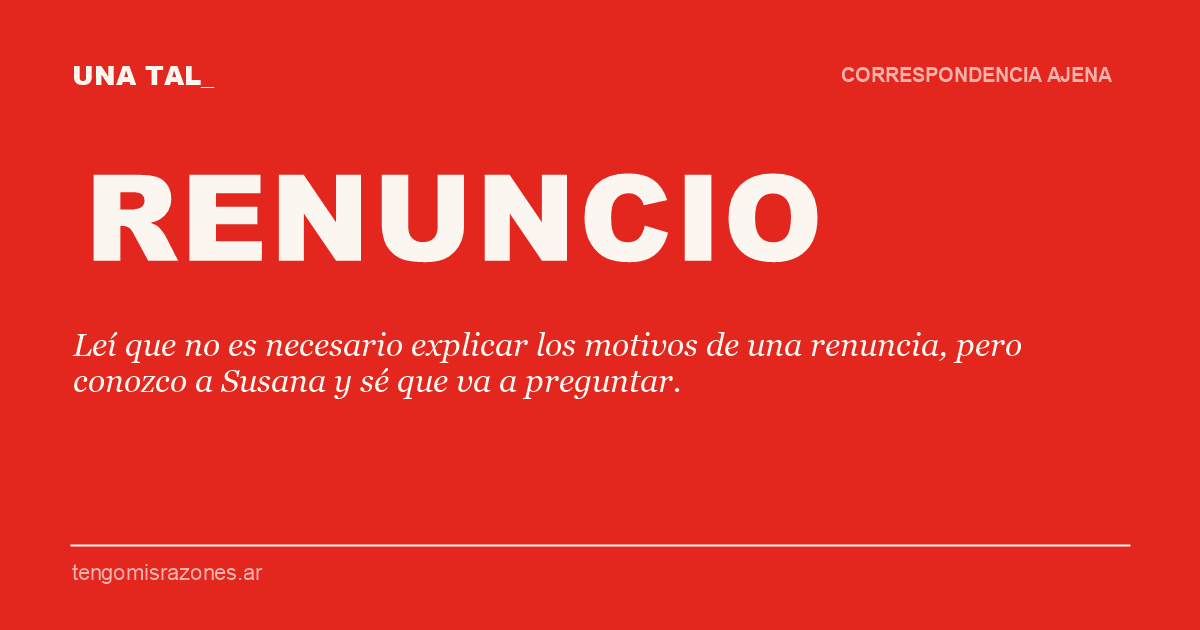 UNA TAL_
CORRESPONDENCIA AJENA
RENUNCIO
Leí que no es necesario explicar los motivos de una renuncia, pero
conozco a Susana y sé que va a preguntar.
tengomisrazones.ar